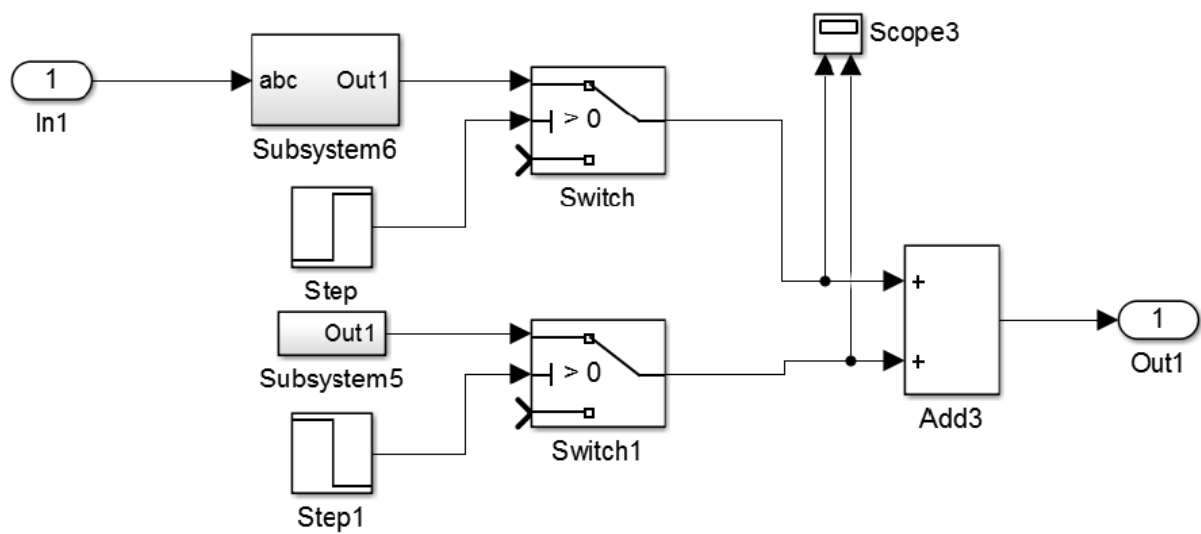 Scope3
1
In1
abc
Out1
Subsystem6
> 0
Switch
Step
Out1
Subsystem5
> 0
Switch1
Step1
+
+
Add3
1
Out1